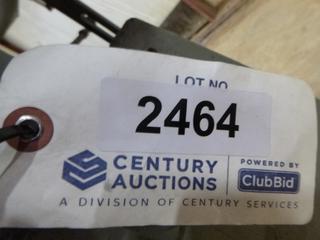 LOT NO.
2464
CENTURY
AUCTIONS
POWERED BY
ClubBid
A DIVISION OF CENTURY SERVICES